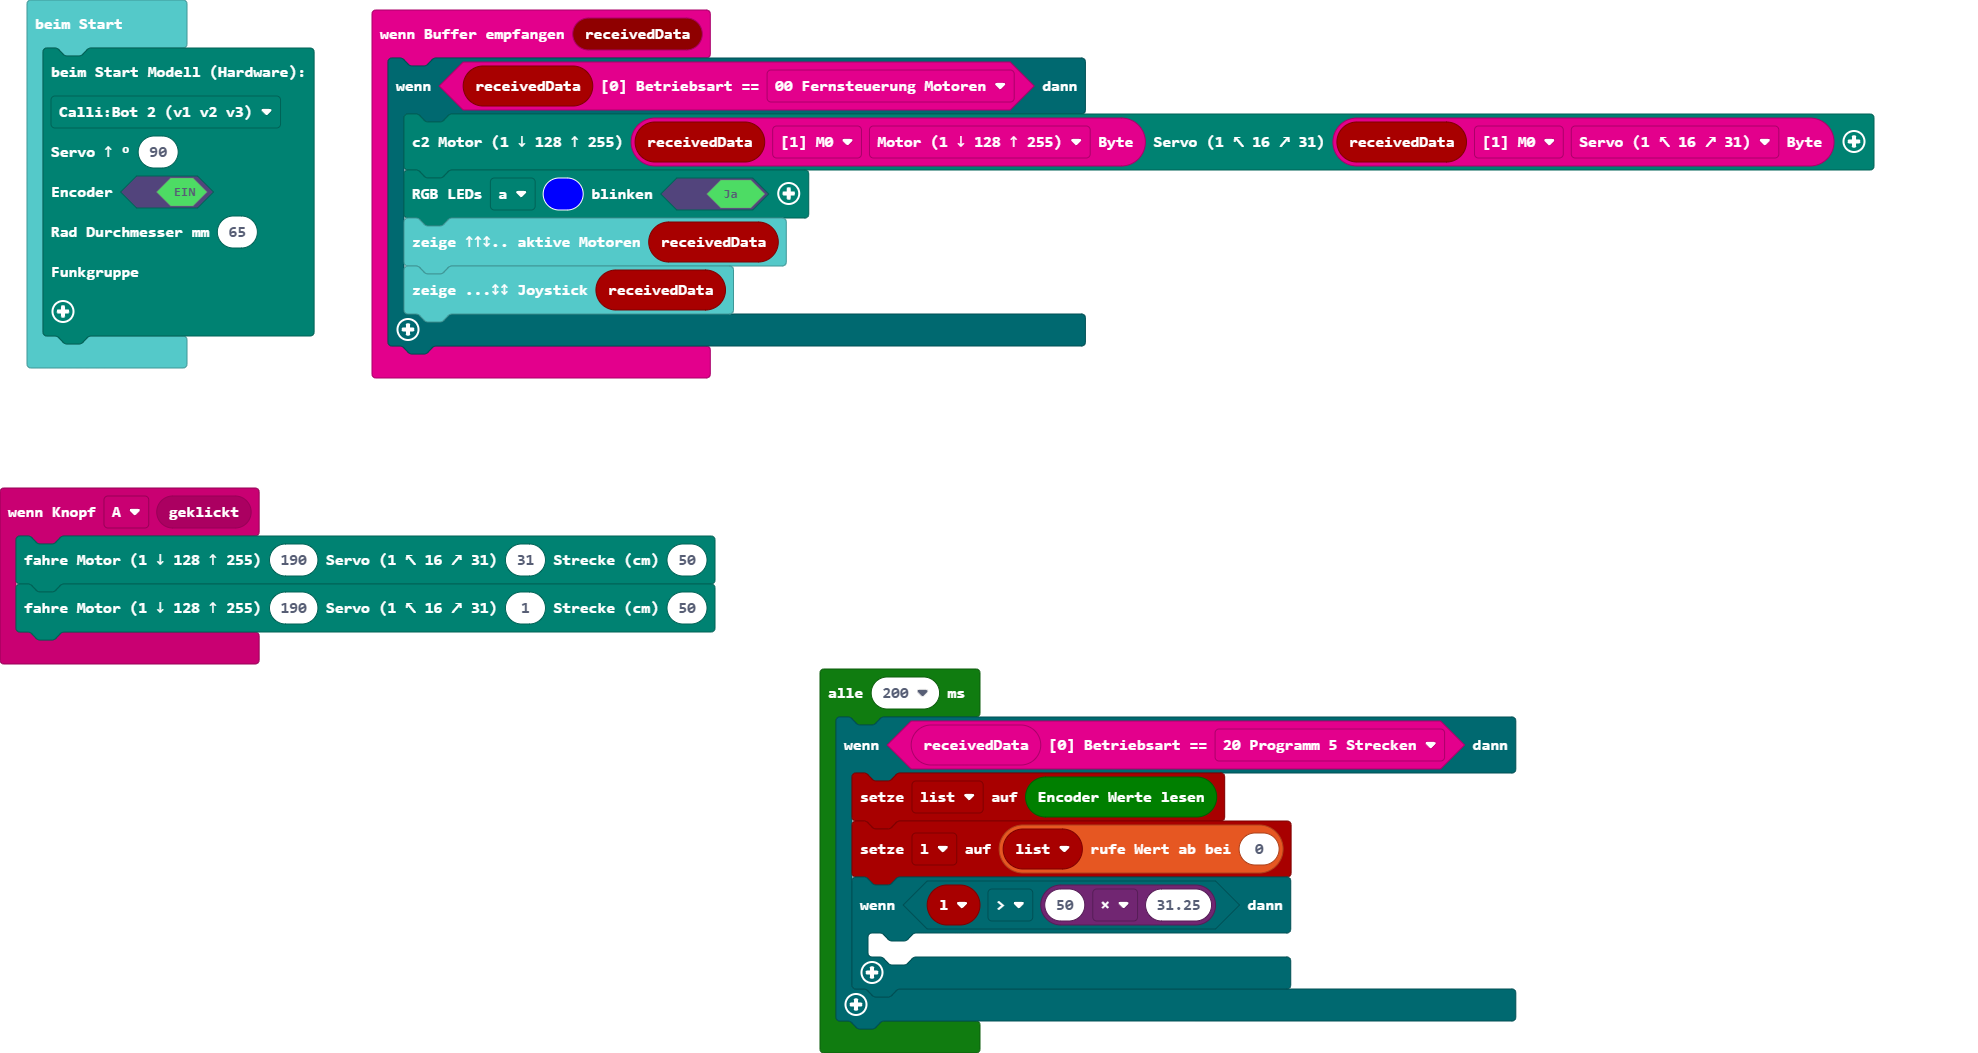 beim Start
beim Start Modell (Hardware):
Calli:Bot 2 (v1 v2 v3)
Servo ↑ ° 90
Encoder EIN
Rad Durchmesser mm 65
Funkgruppe
wenn Buffer empfangen receivedData
wenn receivedData [0] Betriebsart == 00 Fernsteuerung Motoren dann
c2 Motor (1 ↓ 128 ↑ 255) receivedData [1] M0 Motor (1 ↓ 128 ↑ 255) Byte Servo (1 ↖ 16 ↗ 31) receivedData [1] M0 Servo (1 ↖ 16 ↗ 31) Byte
RGB LEDs a blinken Ja
zeige ↑↑↕.. aktive Motoren receivedData
zeige ...↕↕ Joystick receivedData
wenn Knopf A geklickt
fahre Motor (1 ↓ 128 ↑ 255) 190 Servo (1 ↖ 16 ↗ 31) 31 Strecke (cm) 50
fahre Motor (1 ↓ 128 ↑ 255) 190 Servo (1 ↖ 16 ↗ 31) 1 Strecke (cm) 50
alle 200 ms
wenn receivedData [0] Betriebsart == 20 Programm 5 Strecken dann
setze list auf Encoder Werte lesen
setze l auf list rufe Wert ab bei 0
wenn l > 50 × 31.25 dann